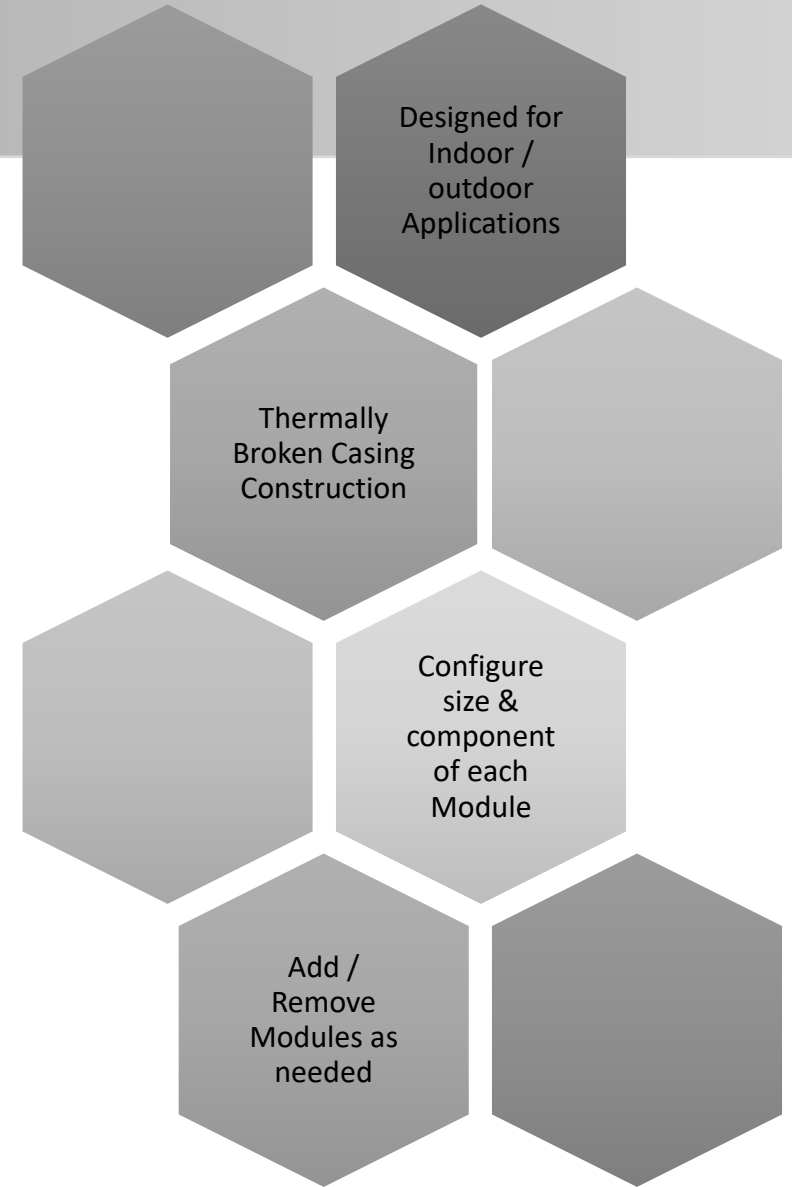 Designed for
Indoor /
outdoor
Applications
Thermally
Broken Casing
Construction
Configure
size &
component
of each
Module
Add /
Remove
Modules as
needed